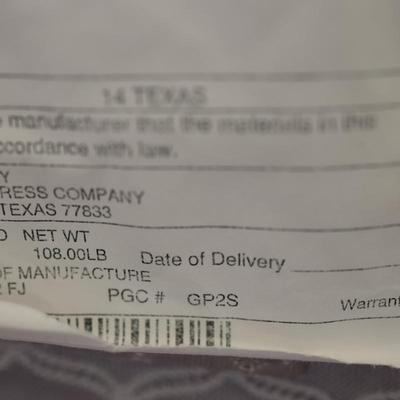 14 TEXAS
manufacturer that the materials in this
accordance with law.
Y
RESS COMPANY
TEXAS 77833
D NET WT
108.00LB Date of Delivery
OF MANUFACTURE
2 FJ PGC # GP2S Warrant